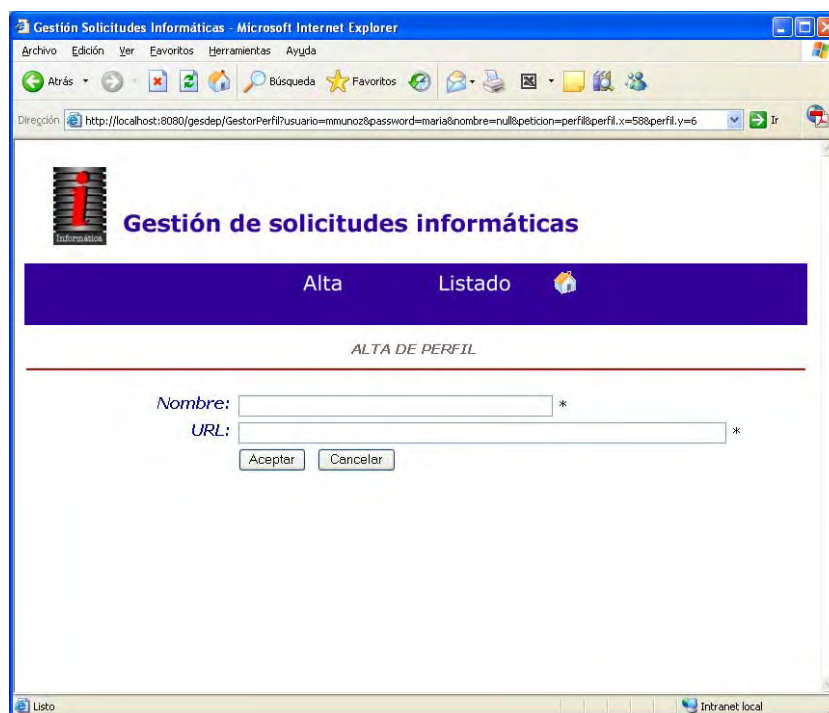 Gestión Solicitudes Informáticas - Microsoft Internet Explorer
Archivo Edición Ver Favoritos Herramientas Ayuda
Atrás Búsqueda Favoritos
Dirección http://localhost:8080/gesdep/GestorPerfil?usuario=mmunoz&password=maria&nombre=null&peticion=perfil&perfil.x=58&perfil.y=6 Ir
i
Informática
Gestión de solicitudes informáticas
Alta Listado
ALTA DE PERFIL
Nombre: *
URL: *
Aceptar Cancelar
Listo Intranet local